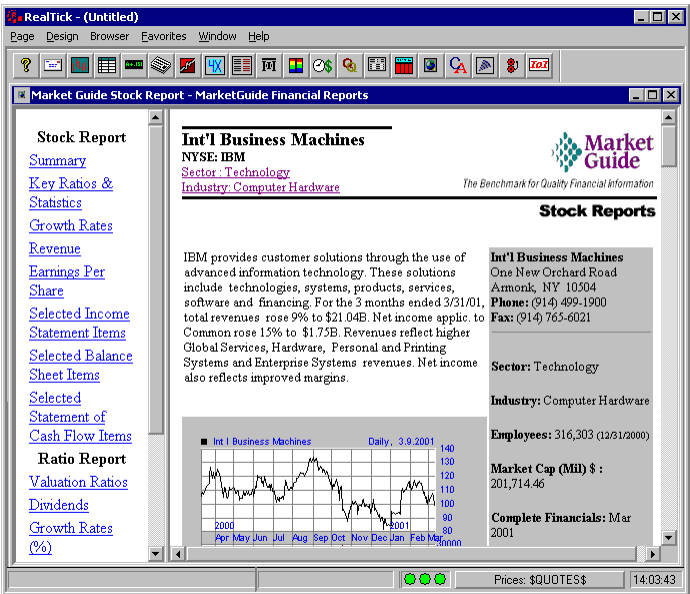 RealTick - (Untitled)
Page Design Browser Favorites Window Help
Market Guide Stock Report - MarketGuide Financial Reports
Stock Report
Summary
Key Ratios &
Statistics
Growth Rates
Revenue
Earnings Per
Share
Selected Income
Statement Items
Selected Balance
Sheet Items
Selected
Statement of
Cash Flow Items
Ratio Report
Valuation Ratios
Dividends
Growth Rates
(%)
Int'l Business Machines
NYSE: IBM
Sector : Technology
Industry: Computer Hardware
Market
Guide
The Benchmark for Quality Financial Information
Stock Reports
IBM provides customer solutions through the use of
advanced information technology. These solutions
include technologies, systems, products, services,
software and financing. For the 3 months ended 3/31/01,
total revenues rose 9% to $21.04B. Net income applic. to
Common rose 15% to $1.75B. Revenues reflect higher
Global Services, Hardware, Personal and Printing
Systems and Enterprise Systems revenues. Net income
also reflects improved margins.
Int'l Business Machines
One New Orchard Road
Armonk, NY 10504
Phone: (914) 499-1900
Fax: (914) 765-6021
Sector: Technology
Industry: Computer Hardware
Employees: 316,303 (12/31/2000)
Market Cap (Mil) $ :
201,714.46
Complete Financials: Mar
2001
Int l Business Machines Daily, 3.9.2001
140
130
120
110
100
90
80
2000 2001
Apr May Jun Jul Aug Sep Oct Nov Dec Jan Feb Mar
30000
Prices: $QUOTES$ 14:03:43